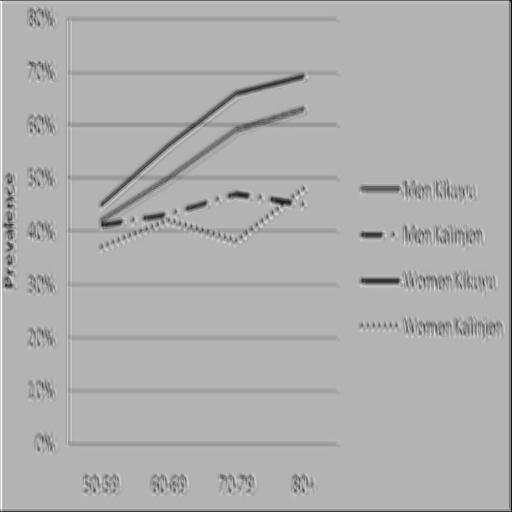 80%
70%
60%
50%
40%
30%
20%
10%
0%
Prevalence
50-59 60-69 70-79 80+
Men Kikuyu
Men Kalinjen
Women Kikuyu
Women Kalinjen